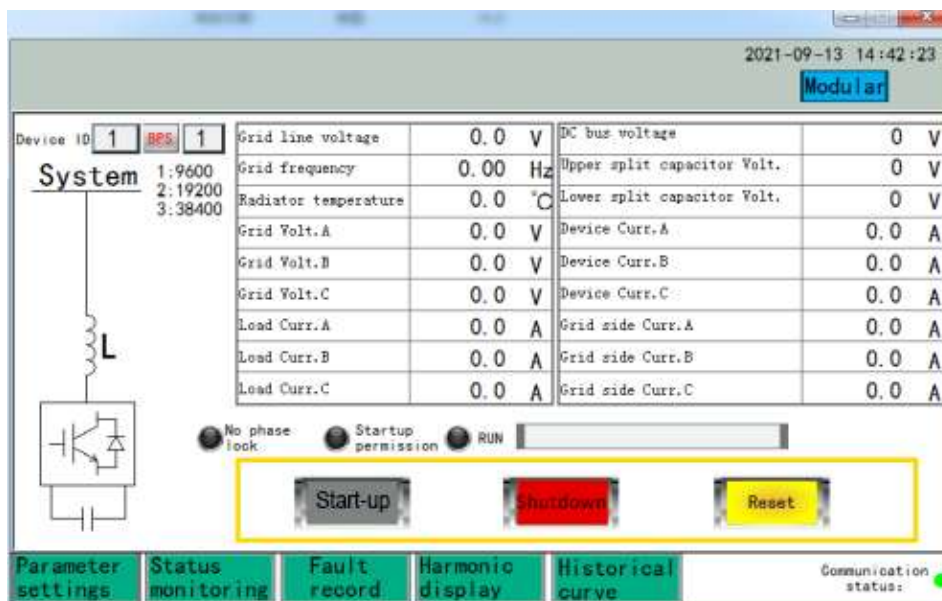 2021-09-13 14:42:23
Modular
Device ID 1 BPS 1
System
1:9600
2:19200
3:38400
L
Grid line voltage 0.0 V DC bus voltage 0 V
Grid frequency 0.00 Hz Upper split capacitor Volt. 0 V
Radiator temperature 0.0 °C Lower split capacitor Volt. 0 V
Grid Volt.A 0.0 V Device Curr.A 0.0 A
Grid Volt.B 0.0 V Device Curr.B 0.0 A
Grid Volt.C 0.0 V Device Curr.C 0.0 A
Load Curr.A 0.0 A Grid side Curr.A 0.0 A
Load Curr.B 0.0 A Grid side Curr.B 0.0 A
Load Curr.C 0.0 A Grid side Curr.C 0.0 A
No phase
lock
Startup
permission
RUN
Start-up Shutdown Reset
Parameter
settings
Status
monitoring
Fault
record
Harmonic
display
Historical
curve
Communication
status: